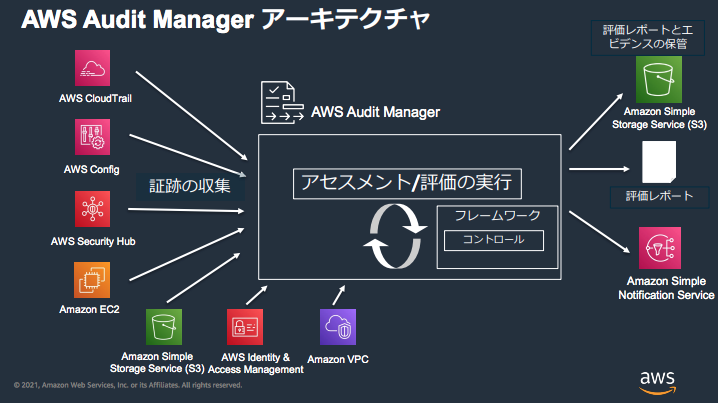 AWS Audit Manager アーキテクチャ
評価レポートとエ
ビデンスの保管
AWS CloudTrail
AWS Audit Manager
Amazon Simple
Storage Service (S3)
AWS Config
証跡の収集
アセスメント/評価の実行
評価レポート
フレームワーク
コントロール
AWS Security Hub
Amazon EC2
Amazon Simple
Notification Service
Amazon Simple
Storage Service (S3)
AWS Identity &
Access Management
Amazon VPC
© 2021, Amazon Web Services, Inc. or its Affiliates. All rights reserved.
aws